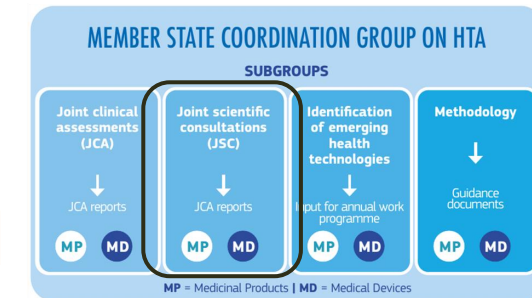 MEMBER STATE COORDINATION GROUP ON HTA
SUBGROUPS
Joint clinical
assessments
(JCA)
JCA reports
MP MD
Joint scientific
consultations
(JSC)
JCA reports
MP MD
Identification
of emerging
health
technologies
Input for annual work
programme
MP MD
Methodology
Guidance
documents
MP MD
MP = Medicinal Products | MD = Medical Devices